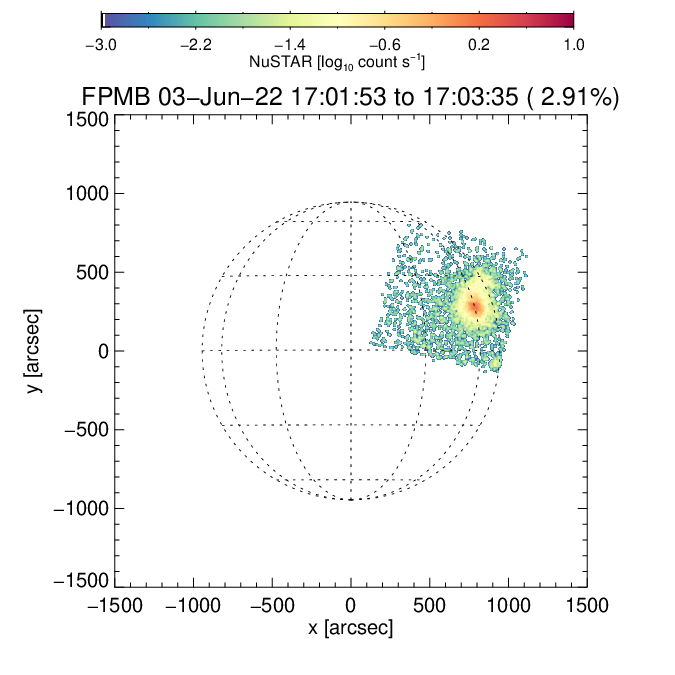 −3.0 −2.2 −1.4 −0.6 0.2 1.0
NuSTAR [log10 count s−1]
FPMB 03−Jun−22 17:01:53 to 17:03:35 ( 2.91%)
1500
1000
500
0
−500
−1000
−1500
y [arcsec]
−1500 −1000 −500 0 500 1000 1500
x [arcsec]